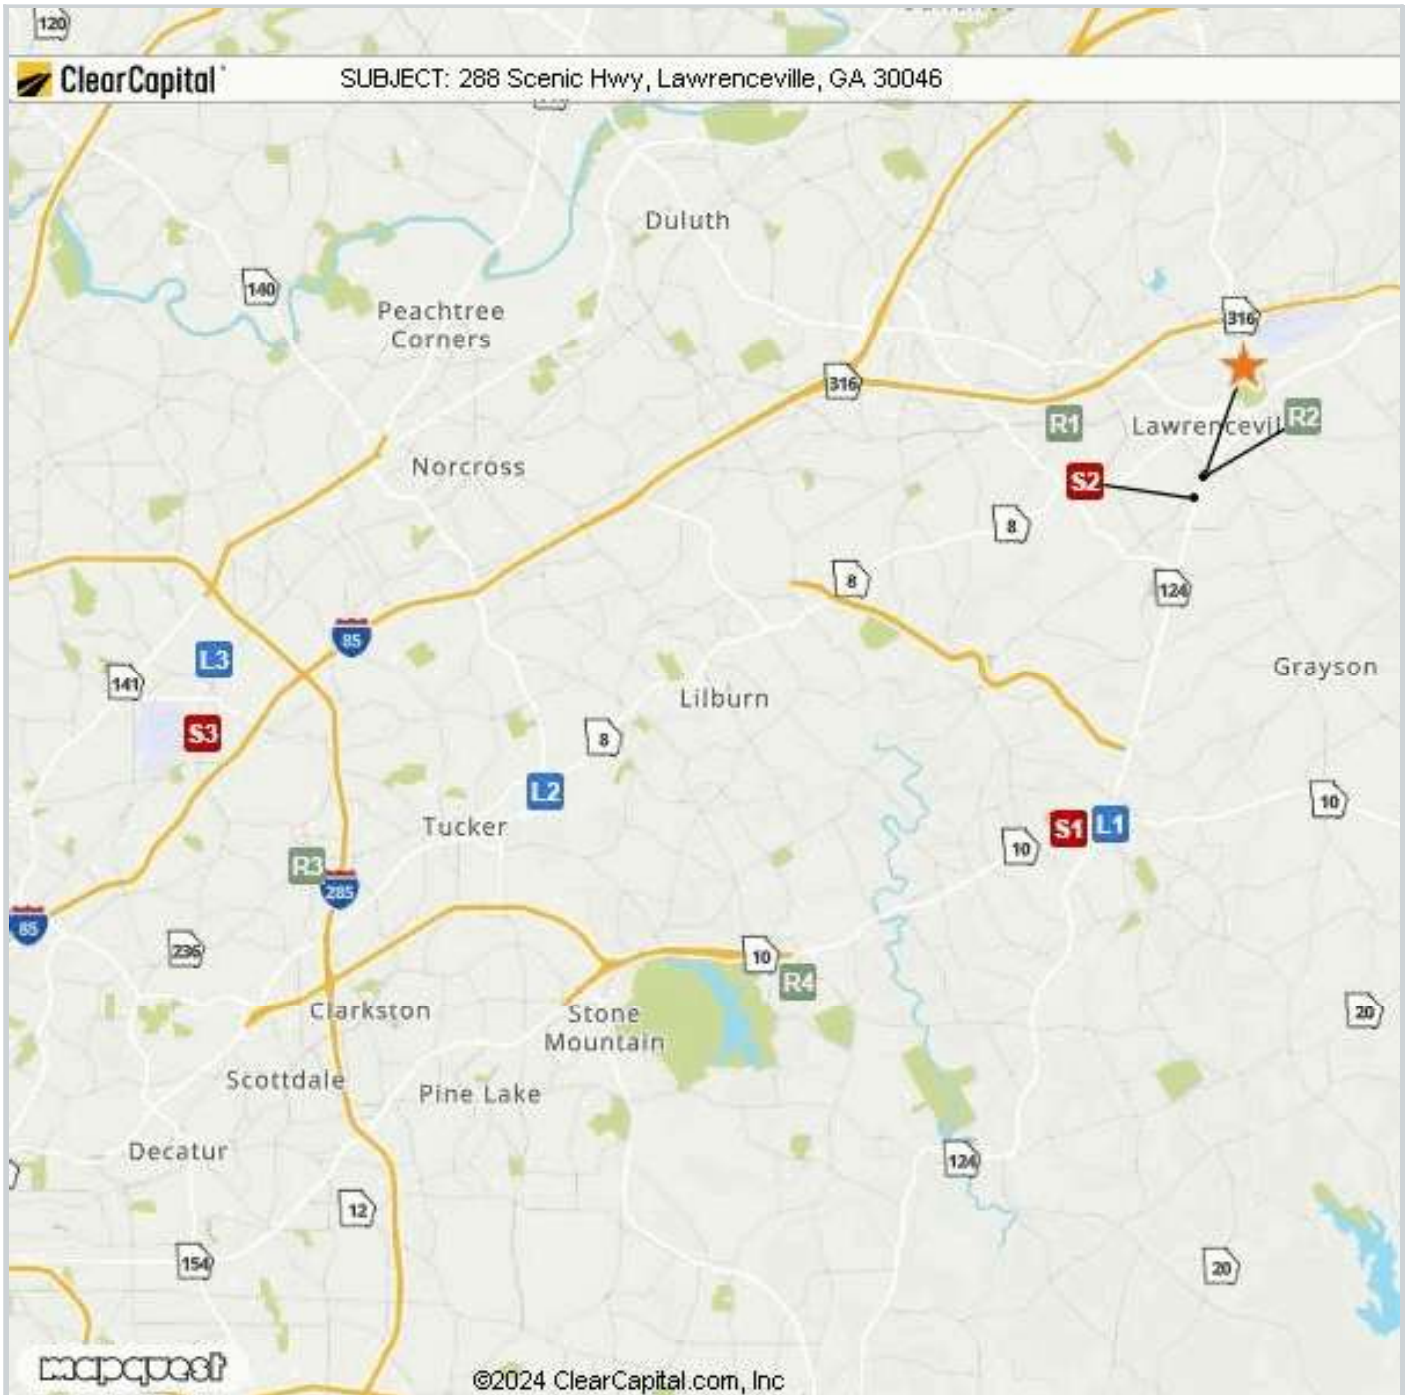 120
ClearCapital
SUBJECT: 288 Scenic Hwy, Lawrenceville, GA 30046
Duluth
140
Peachtree
Corners
316
316
R1
Lawrencevil
R2
Norcross
S2
8
8
124
85
L3
141
Grayson
Lilburn
S3
8
L2
10
Tucker
S1
L1
10
R3
285
85
236
10
R4
Clarkston
Stone
Mountain
20
Scottdale
Pine Lake
Decatur
124
12
154
20
mapquest
©2024 ClearCapital.com, Inc